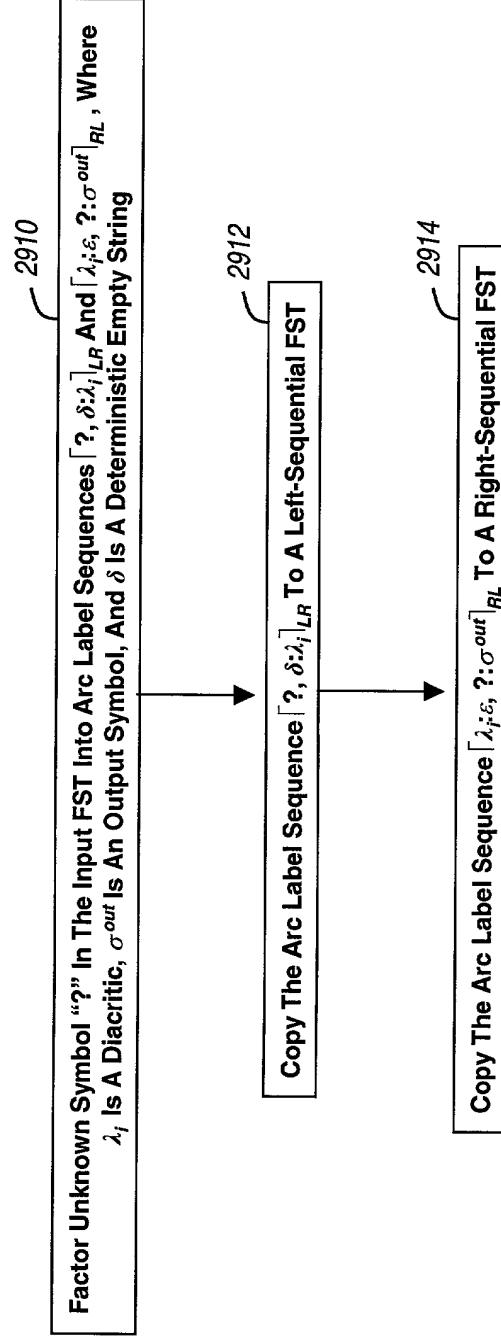 2910
Factor Unknown Symbol “?” In The Input FST Into Arc Label Sequences ⌈?, δ:λᵢ⌉LR And ⌈λᵢ:ε, ?:σᵒᵘᵗ⌉RL, Where
λᵢ Is A Diacritic, σᵒᵘᵗ Is An Output Symbol, And δ Is A Deterministic Empty String
2912
Copy The Arc Label Sequence ⌈?, δ:λᵢ⌉LR To A Left-Sequential FST
2914
Copy The Arc Label Sequence ⌈λᵢ:ε, ?:σᵒᵘᵗ⌉RL To A Right-Sequential FST